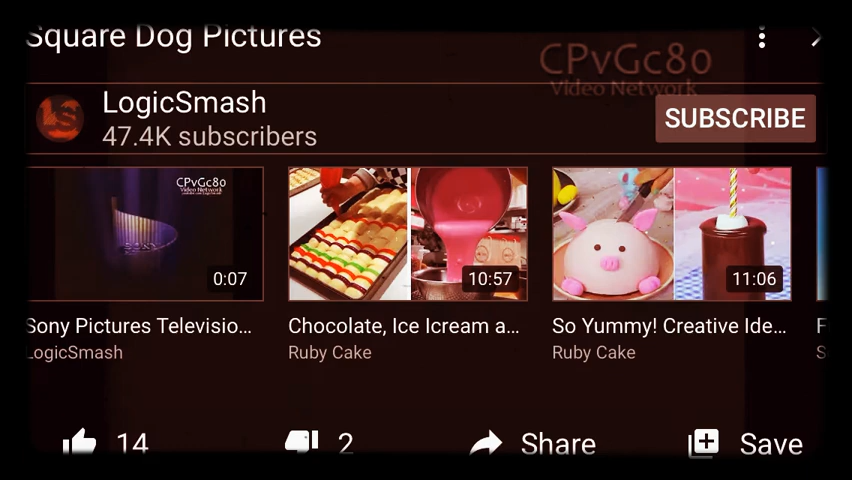 Square Dog Pictures
CPvGc80
Video Network
LogicSmash
47.4K subscribers
SUBSCRIBE
CPvGc80
Video Network
0:07
10:57
11:06
Sony Pictures Televisio...
Chocolate, Ice Icream a...
So Yummy! Creative Ide...
LogicSmash
Ruby Cake
Ruby Cake
14
2
Share
Save